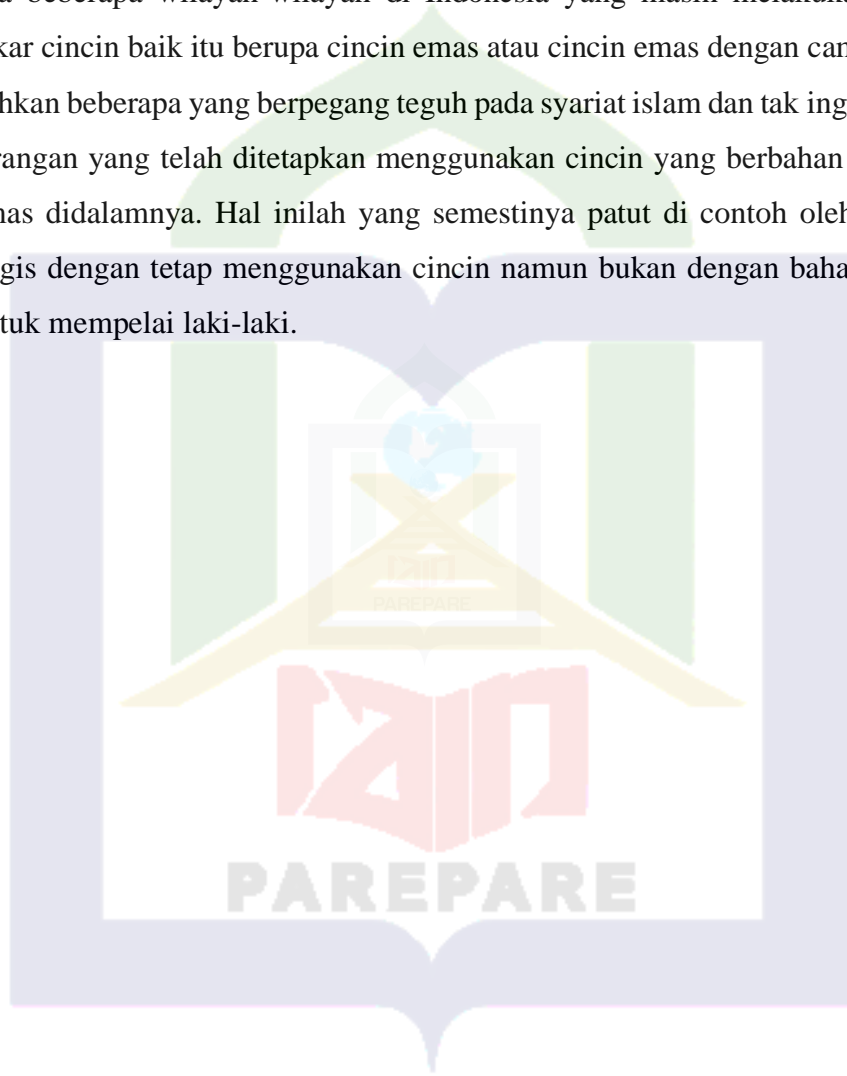 beberapa wilayah-wilayah di Indonesia yang masih melakukan
kar cincin baik itu berupa cincin emas atau cincin emas dengan cam
hkan beberapa yang berpegang teguh pada syariat islam dan tak ing
rangan yang telah ditetapkan menggunakan cincin yang berbahan
nas didalamnya. Hal inilah yang semestinya patut di contoh oleh
gis dengan tetap menggunakan cincin namun bukan dengan baha
tuk mempelai laki-laki.
IAIN
PAREPARE
IAIN
PAREPARE